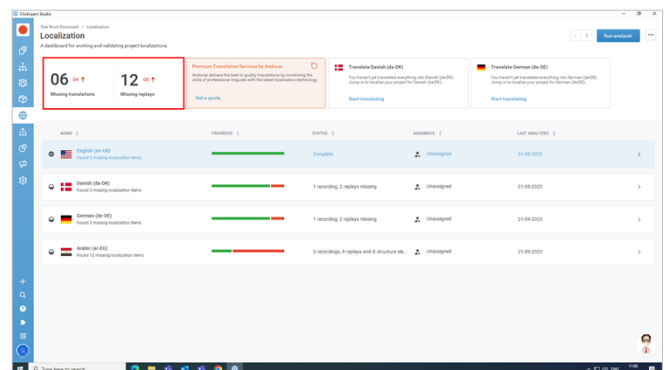 ClickLearn Studio
Test Word Document / Localization
Localization
A dashboard for working and validating project localizations.
Run analyzer
06 04 ↑
Missing translations
12 08 ↑
Missing replays
Premium Translation Services by Andovar
Andovar delivers the best in quality translations by combining the
skills of professional linguists with the latest localization technology.
Get a quote
Translate Danish (da-DK)
You haven't yet translated everything into Danish (da-DK).
Jump in to localize your project for Danish (da-DK).
Start translating
Translate German (de-DE)
You haven't yet translated everything into German (de-DE).
Jump in to localize your project for German (de-DE).
Start translating
NAME PROGRESS STATUS ASSIGNED LAST ANALYZED
English (en-US)
Found 0 missing localization items
Complete Unassigned 21-09-2023
Danish (da-DK)
Found 3 missing localization items
1 recording, 2 replays missing Unassigned 21-09-2023
German (de-DE)
Found 3 missing localization items
1 recording, 2 replays missing Unassigned 21-09-2023
Arabic (ar-EG)
Found 12 missing localization items
3 recordings, 8 replays and 9 structure ele... Unassigned 21-09-2023
Type here to search
11:00